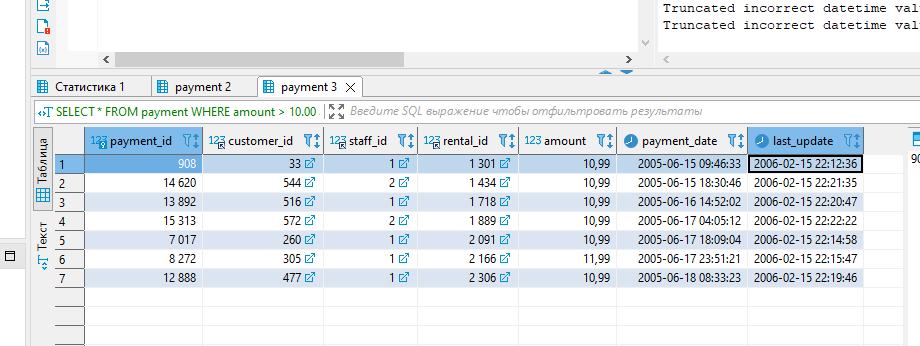 Truncated incorrect datetime val
Truncated incorrect datetime val
Статистика 1 payment 2 payment 3
SELECT * FROM payment WHERE amount > 10.00 Введите SQL выражение чтобы отфильтровать результаты
Таблица
Текст
123 payment_id 123 customer_id 123 staff_id 123 rental_id 123 amount payment_date last_update
1 908 33 1 1 301 10,99 2005-06-15 09:46:33 2006-02-15 22:12:36 90
2 14 620 544 2 1 434 10,99 2005-06-15 18:30:46 2006-02-15 22:21:35
3 13 892 516 1 1 718 10,99 2005-06-16 14:52:02 2006-02-15 22:20:47
4 15 313 572 2 1 889 10,99 2005-06-17 04:05:12 2006-02-15 22:22:22
5 7 017 260 1 2 091 10,99 2005-06-17 18:09:04 2006-02-15 22:14:58
6 8 272 305 1 2 166 11,99 2005-06-17 23:51:21 2006-02-15 22:15:47
7 12 888 477 1 2 306 10,99 2005-06-18 08:33:23 2006-02-15 22:19:46